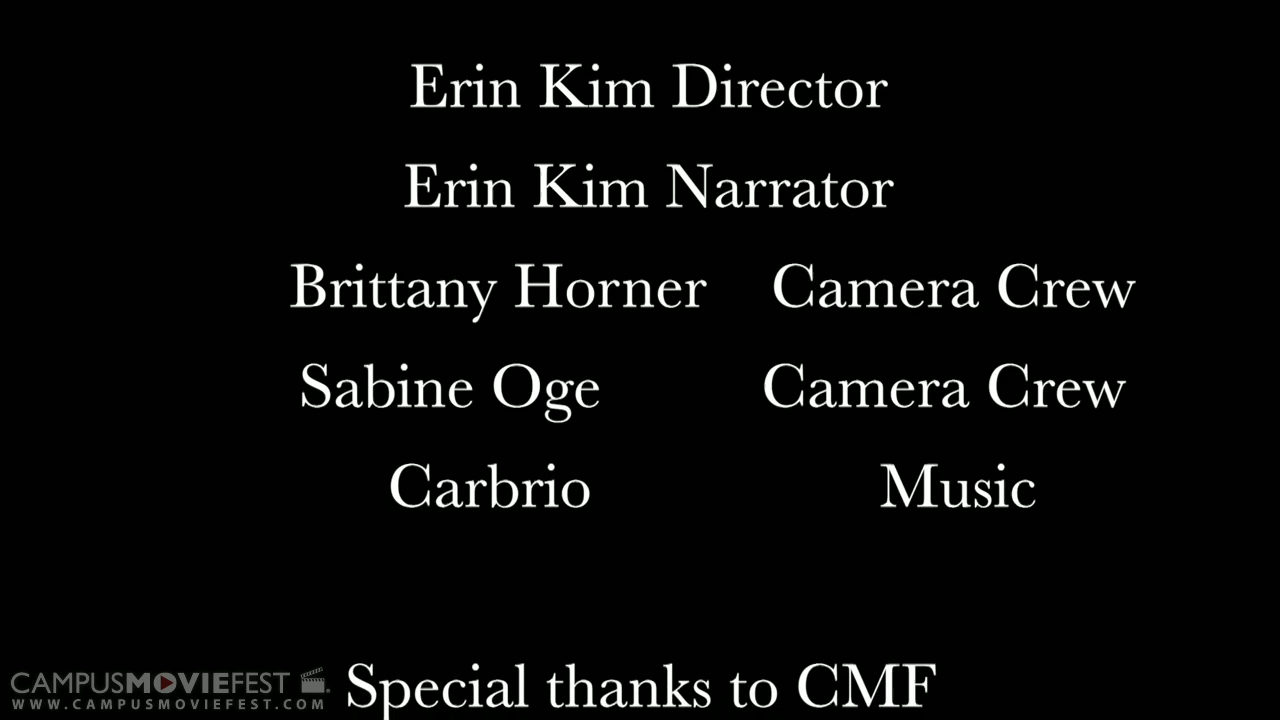 Erin Kim Director
Erin Kim Narrator
Brittany Horner Camera Crew
Sabine Oge Camera Crew
Carbrio Music
Special thanks to CMF
CAMPUSMOVIEFEST
WWW.CAMPUSMOVIEFEST.COM